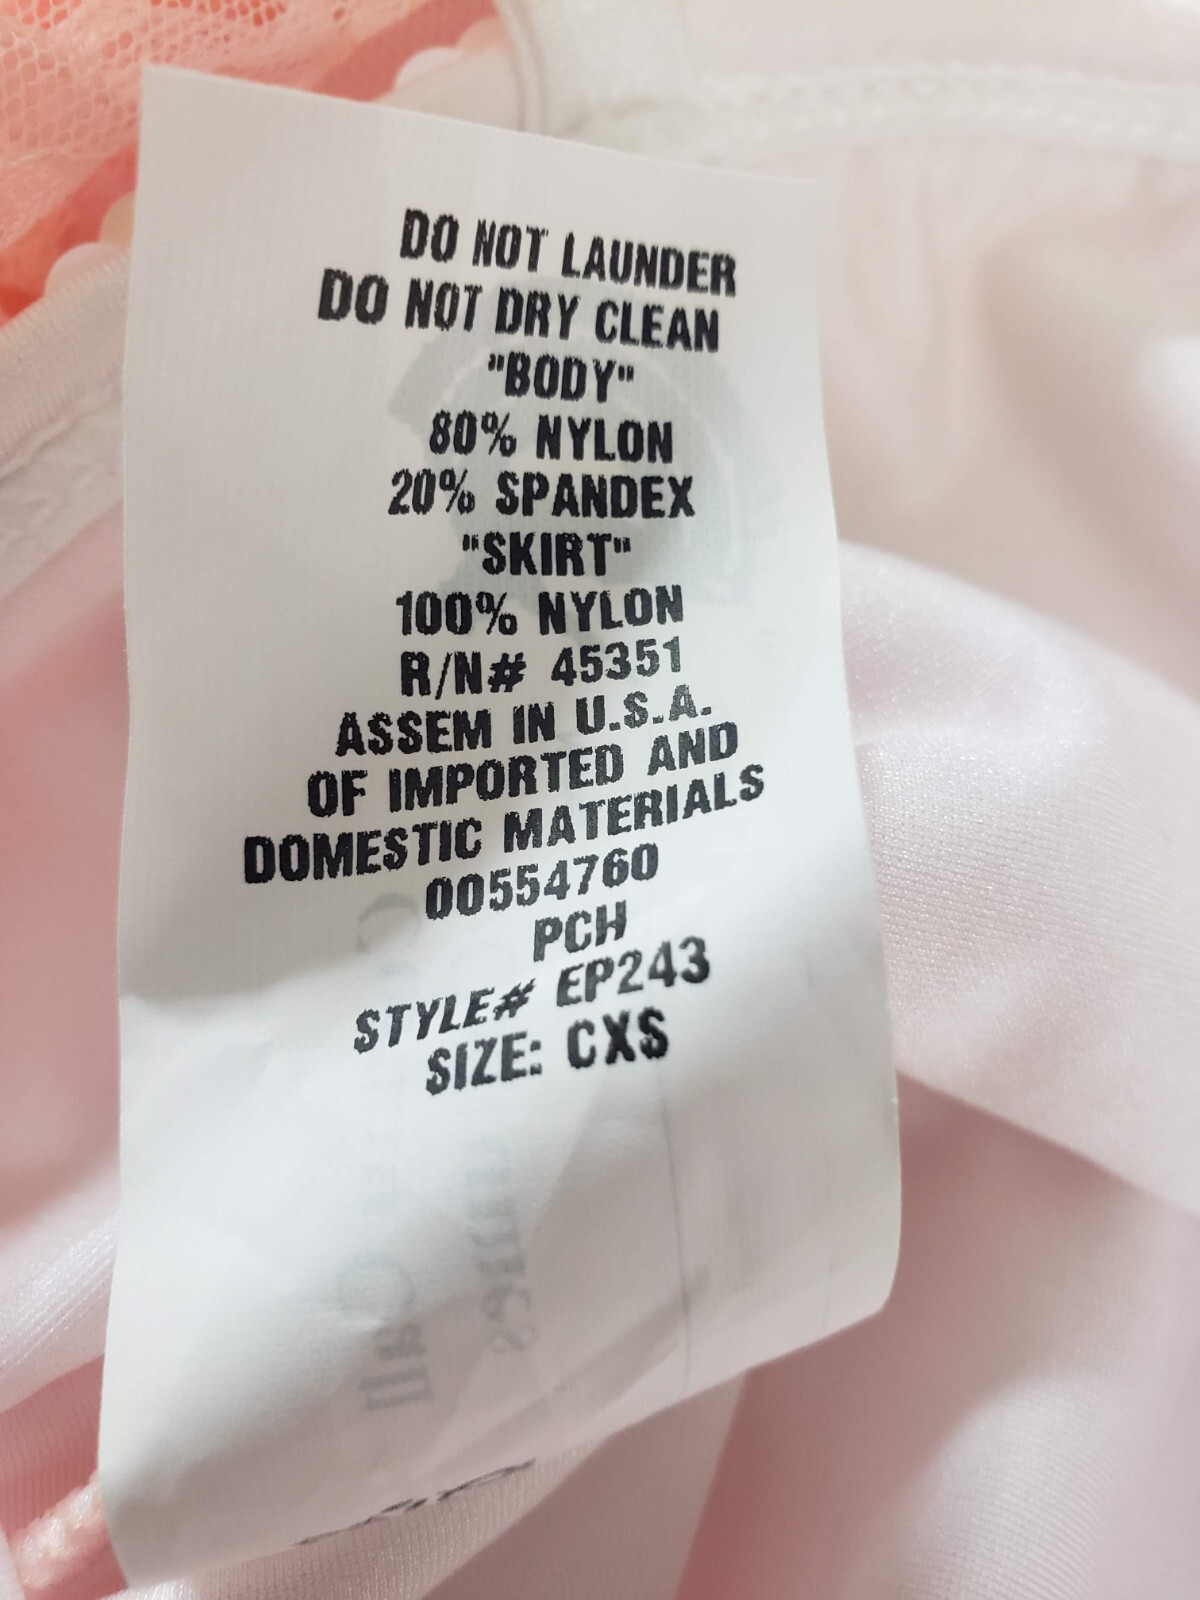 DO NOT LAUNDER
DO NOT DRY CLEAN
"BODY"
80% NYLON
20% SPANDEX
"SKIRT"
100% NYLON
R/N# 45351
ASSEM IN U.S.A.
OF IMPORTED AND
DOMESTIC MATERIALS
00554760
PCH
STYLE# EP243
SIZE: CXS